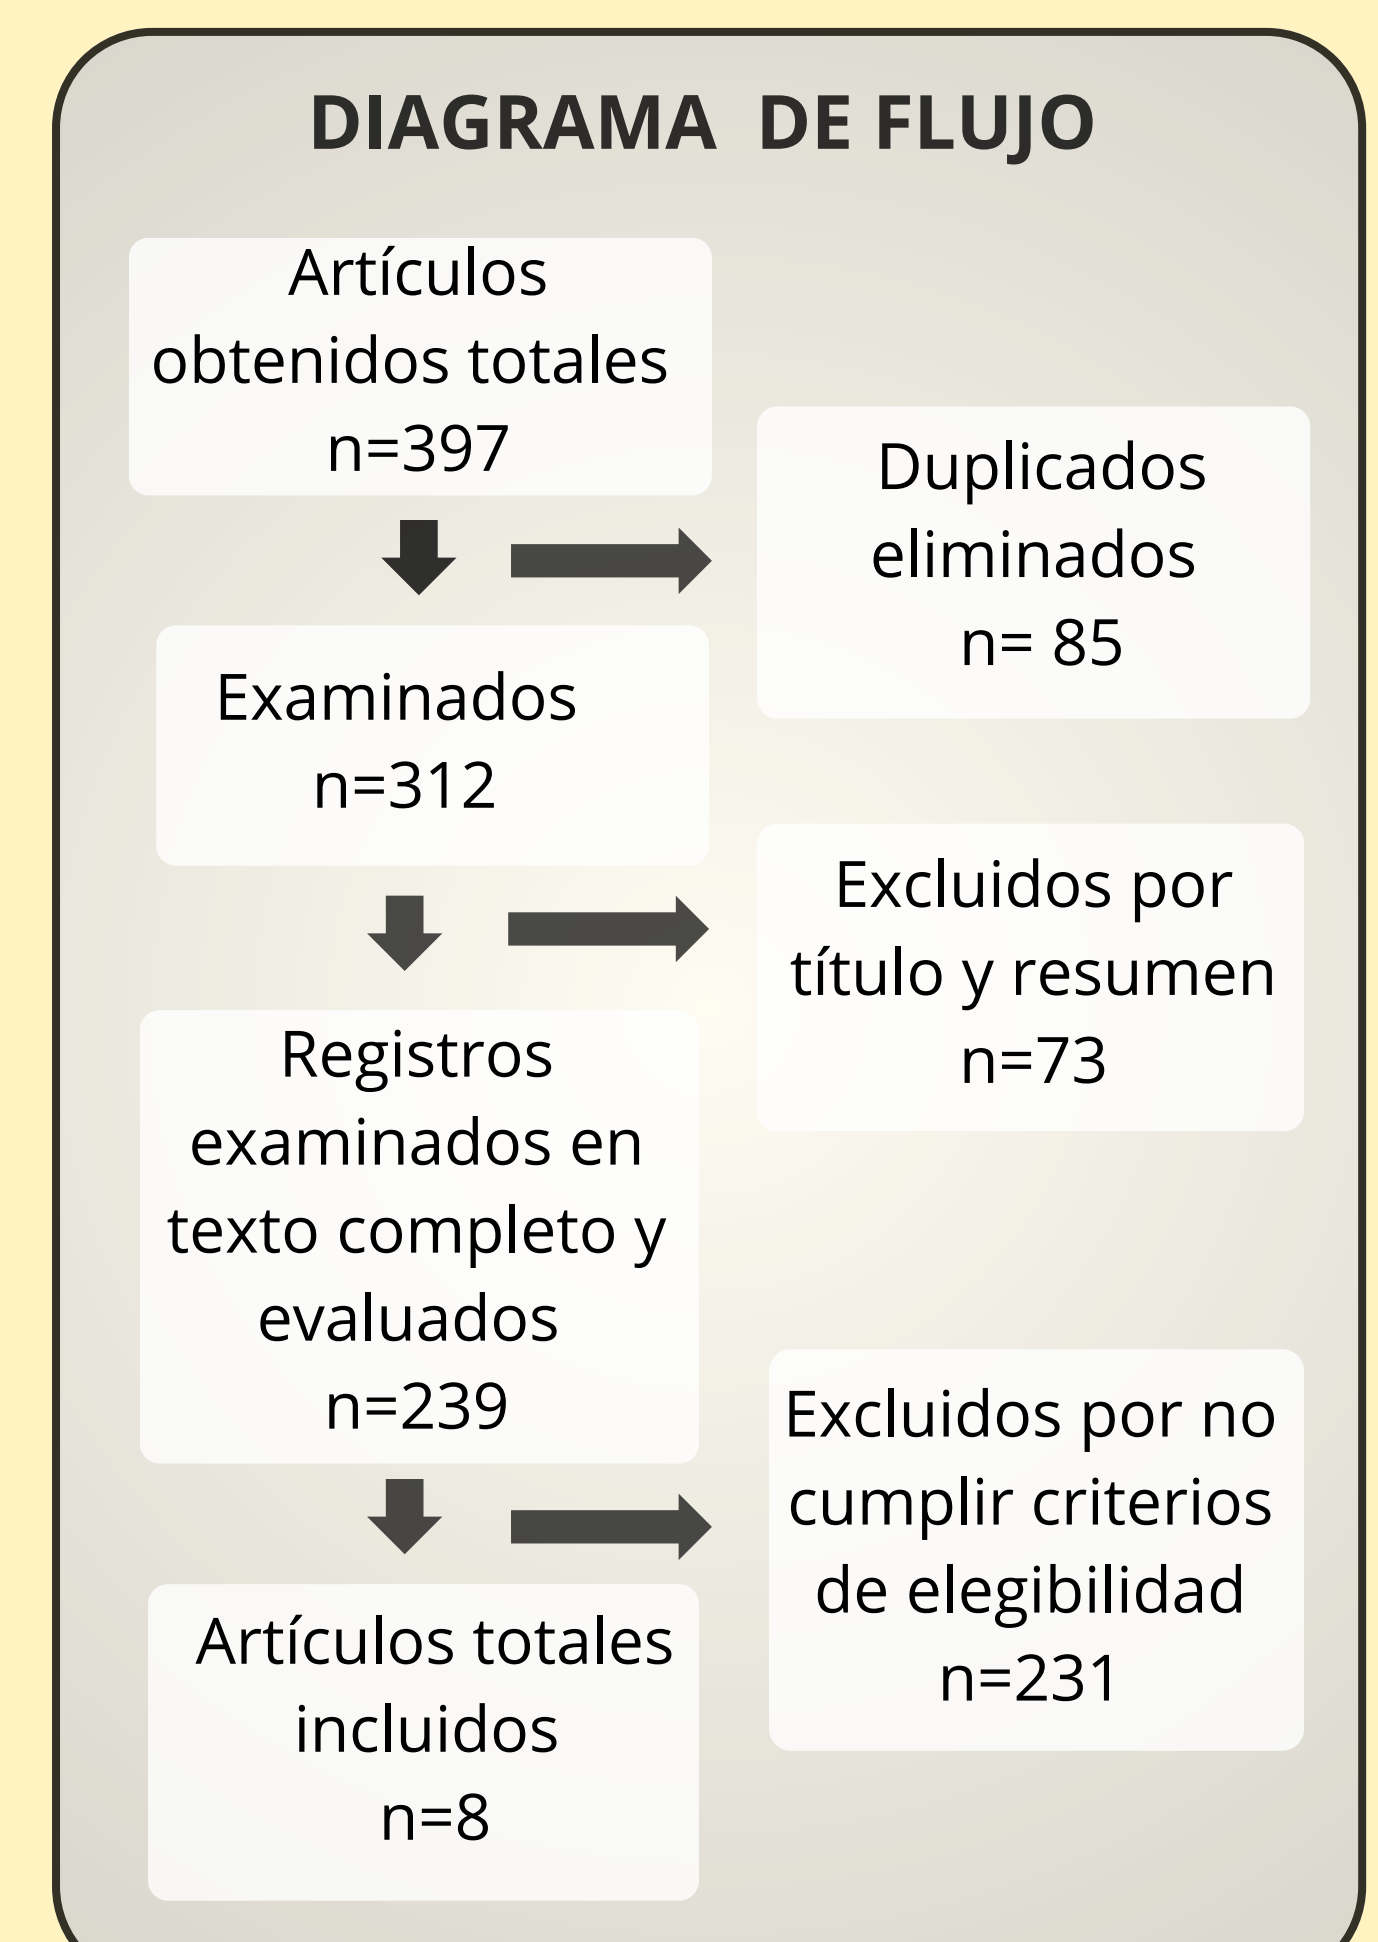 DIAGRAMA DE FLUJO
Artículos
obtenidos totales
n=397
Duplicados
eliminados
n= 85
Examinados
n=312
Excluidos por
título y resumen
n=73
Registros
examinados en
texto completo y
evaluados
n=239
Excluidos por no
cumplir criterios
de elegibilidad
n=231
Artículos totales
incluidos
n=8